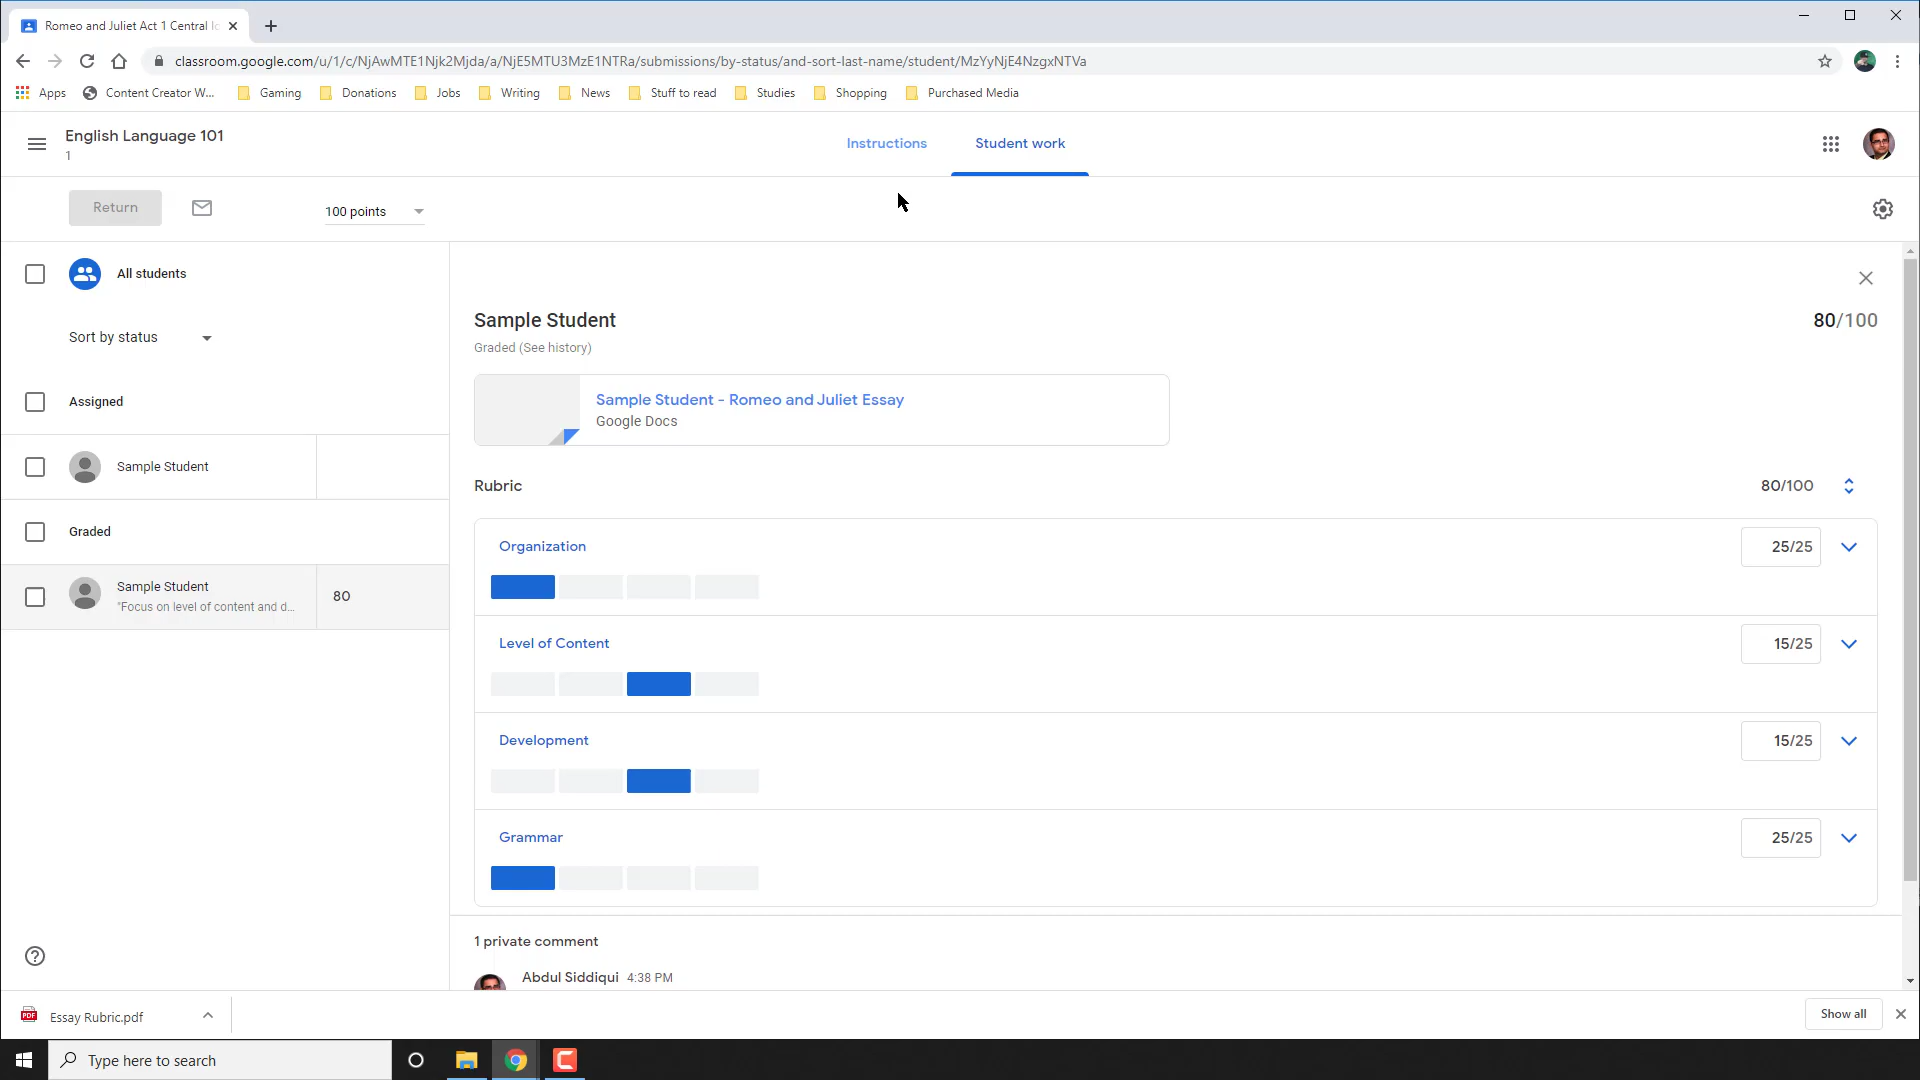 Romeo and Juliet Act 1 Central
classroom.google.com/u/1/c/NjAwMTE1Njk2Mjda/a/NjE5MTU3MzE1NTRa/submissions/by-status/and-sort-last-name/student/MzYyNjE4NzgxNTVa
Apps Content Creator W... Gaming Donations Jobs Writing News Stuff to read Studies Shopping Purchased Media
English Language 101
1
Instructions Student work
Return 100 points
All students
Sort by status
Assigned
Sample Student
Graded
Sample Student
"Focus on level of content and d...
80
Sample Student 80/100
Graded (See history)
Sample Student - Romeo and Juliet Essay
Google Docs
Rubric 80/100
Organization 25/25
Level of Content 15/25
Development 15/25
Grammar 25/25
1 private comment
Abdul Siddiqui 4:38 PM
PDF Essay Rubric.pdf Show all
Type here to search